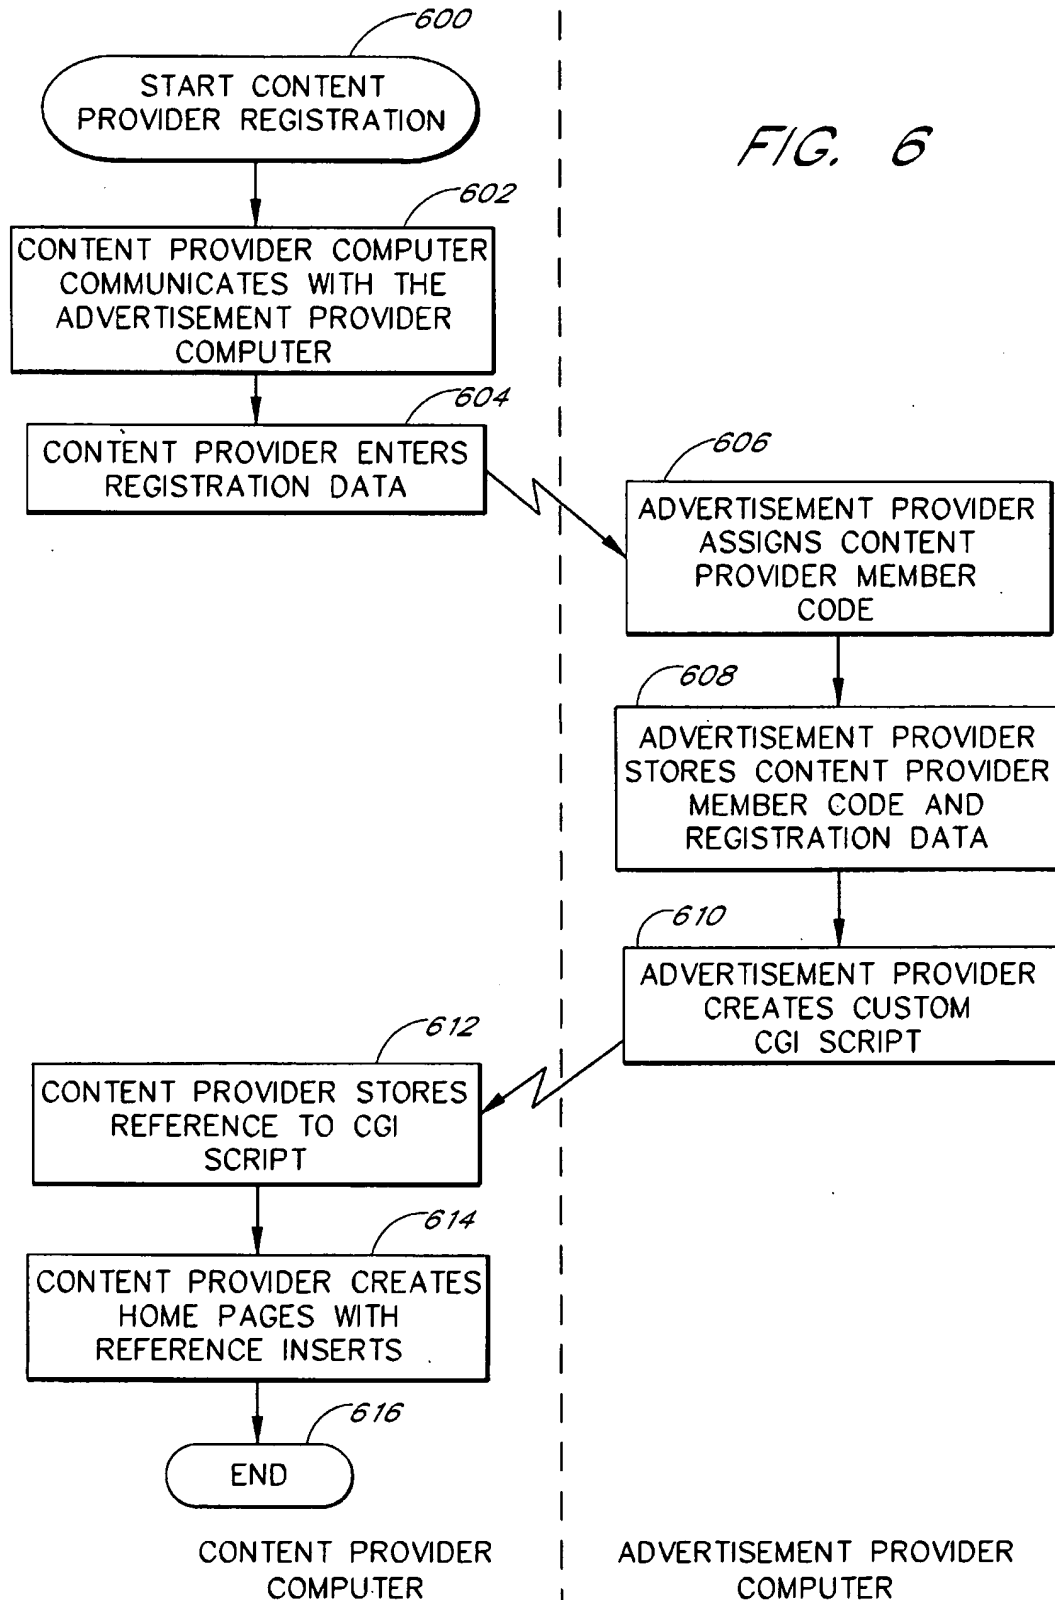 600
START CONTENT
PROVIDER REGISTRATION
FIG. 6
602
CONTENT PROVIDER COMPUTER
COMMUNICATES WITH THE
ADVERTISEMENT PROVIDER
COMPUTER
604
CONTENT PROVIDER ENTERS
REGISTRATION DATA
606
ADVERTISEMENT PROVIDER
ASSIGNS CONTENT
PROVIDER MEMBER
CODE
608
ADVERTISEMENT PROVIDER
STORES CONTENT PROVIDER
MEMBER CODE AND
REGISTRATION DATA
610
ADVERTISEMENT PROVIDER
CREATES CUSTOM
CGI SCRIPT
612
CONTENT PROVIDER STORES
REFERENCE TO CGI
SCRIPT
614
CONTENT PROVIDER CREATES
HOME PAGES WITH
REFERENCE INSERTS
616
END
CONTENT PROVIDER
COMPUTER
ADVERTISEMENT PROVIDER
COMPUTER